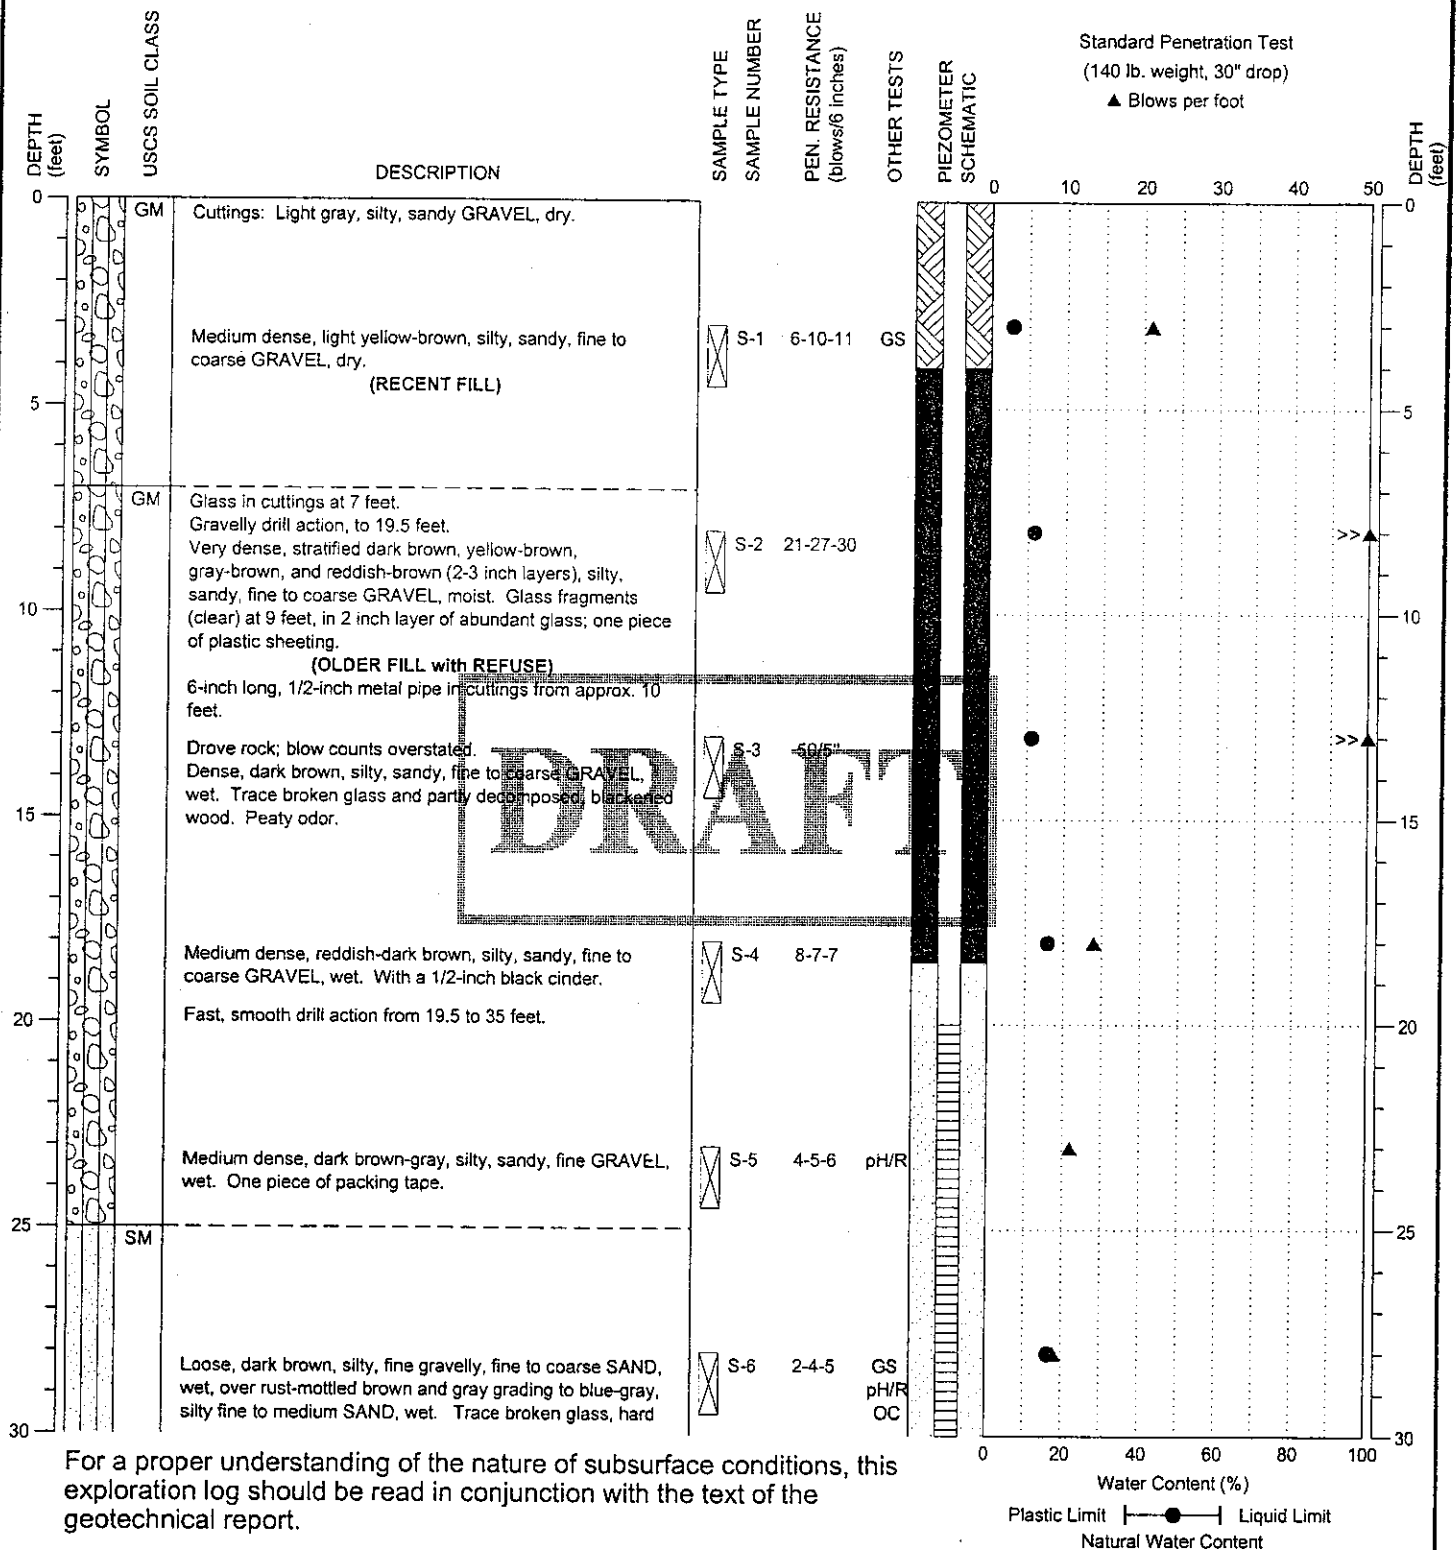 DEPTH
(feet)
SYMBOL
USCS SOIL CLASS
DESCRIPTION
SAMPLE TYPE
SAMPLE NUMBER
PEN. RESISTANCE
(blows/6 inches)
OTHER TESTS
PIEZOMETER
SCHEMATIC
Standard Penetration Test
(140 lb. weight, 30" drop)
▲ Blows per foot
DEPTH
(feet)
0 10 20 30 40 50
0 GM Cuttings: Light gray, silty, sandy GRAVEL, dry. 0
Medium dense, light yellow-brown, silty, sandy, fine to S-1 6-10-11 GS
coarse GRAVEL, dry.
(RECENT FILL)
5 5
GM Glass in cuttings at 7 feet.
Gravelly drill action, to 19.5 feet.
Very dense, stratified dark brown, yellow-brown, S-2 21-27-30 >>
gray-brown, and reddish-brown (2-3 inch layers), silty,
sandy, fine to coarse GRAVEL, moist. Glass fragments
10 (clear) at 9 feet, in 2 inch layer of abundant glass; one piece 10
of plastic sheeting.
(OLDER FILL with REFUSE)
6-inch long, 1/2-inch metal pipe in cuttings from approx. 10
feet.
Drove rock; blow counts overstated. S-3 50/5" >>
Dense, dark brown, silty, sandy, fine to coarse GRAVEL,
wet. Trace broken glass and partly decomposed, blackened
15 wood. Peaty odor. 15
DRAFT
Medium dense, reddish-dark brown, silty, sandy, fine to S-4 8-7-7
coarse GRAVEL, wet. With a 1/2-inch black cinder.
20 Fast, smooth drill action from 19.5 to 35 feet. 20
Medium dense, dark brown-gray, silty, sandy, fine GRAVEL, S-5 4-5-6 pH/R
wet. One piece of packing tape.
25 SM 25
Loose, dark brown, silty, fine gravelly, fine to coarse SAND, S-6 2-4-5 GS
wet, over rust-mottled brown and gray grading to blue-gray, pH/R
silty fine to medium SAND, wet. Trace broken glass, hard OC
30 30
0 20 40 60 80 100
Water Content (%)
Plastic Limit Liquid Limit
Natural Water Content
For a proper understanding of the nature of subsurface conditions, this
exploration log should be read in conjunction with the text of the
geotechnical report.